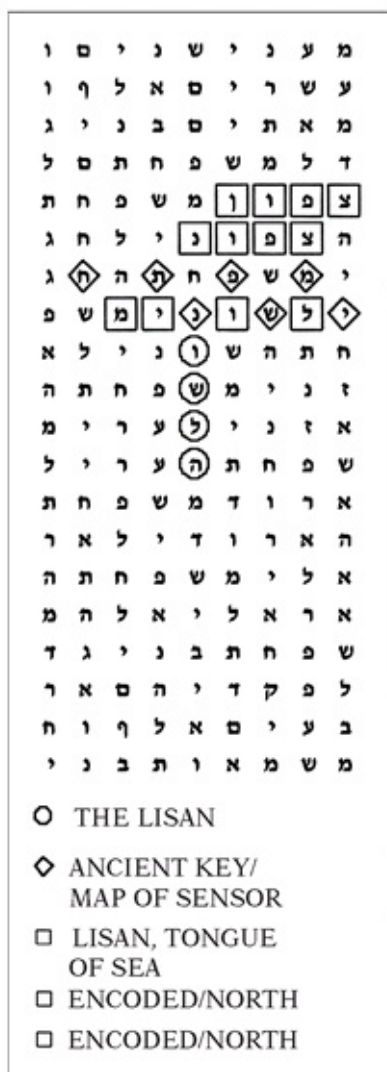 מ ע נ י ש נ י ם ו
ע ש ר י ם א ל ף ו
מ א ת י ם ב נ י ג
ד ל מ ש פ ח ת ם ל
צ פ ו ן מ ש פ ח ת
ה צ פ ו נ י ל ח ג
י מ ש פ ח ת ה ח ג
י ל ש ו נ י מ ש פ
ח ת ה ש ו נ י ל א
ז נ י מ ש פ ח ת ה
א ז נ י ל ע ר י מ
ש פ ח ת ה ע ר י ל
א ר ו ד מ ש פ ח ת
ה א ר ו ד י ל א ר
א ל י מ ש פ ח ת ה
א ר א ל י א ל ה מ
ש פ ח ת ב נ י ג ד
ל פ ק ד י ה ם א ר
ב ע י ם א ל ף ו ח
מ ש מ א ו ת ב נ י
THE LISAN
ANCIENT KEY/
MAP OF SENSOR
LISAN, TONGUE
OF SEA
ENCODED/NORTH
ENCODED/NORTH